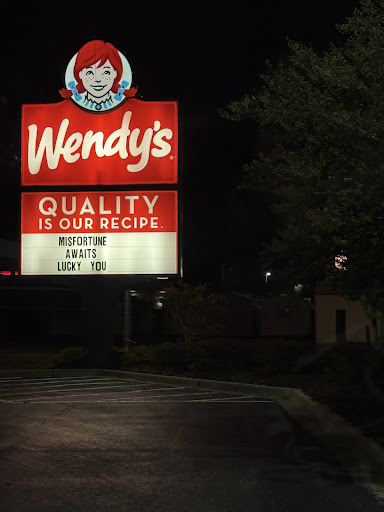 Wendy's
QUALITY
IS OUR RECIPE.
MISFORTUNE
AWAITS
LUCKY YOU